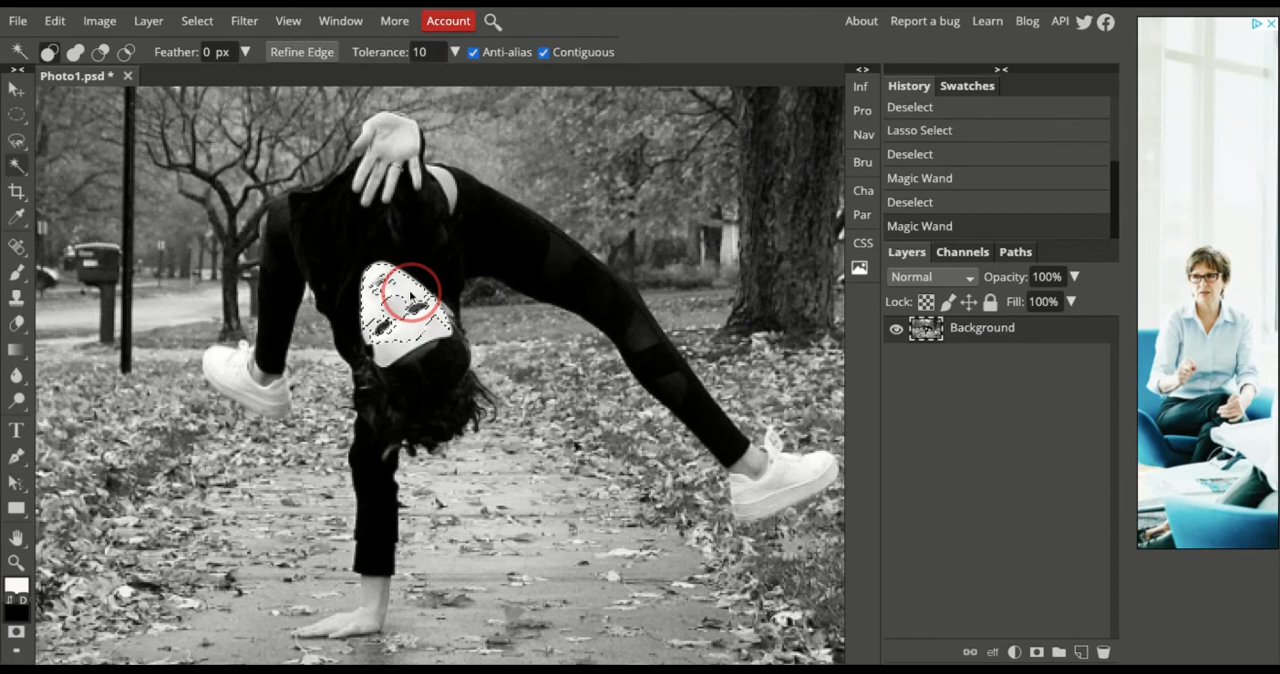 File Edit Image Layer Select Filter View Window More Account About Report a bug Learn Blog API
Feather: 0 px Refine Edge Tolerance: 10 Anti-alias Contiguous
Photo1.psd *
Inf
Pro
Nav
Bru
Cha
Par
CSS
History Swatches
Deselect
Lasso Select
Deselect
Magic Wand
Deselect
Magic Wand
Layers Channels Paths
Normal Opacity: 100%
Lock: Fill: 100%
Background
eff
D